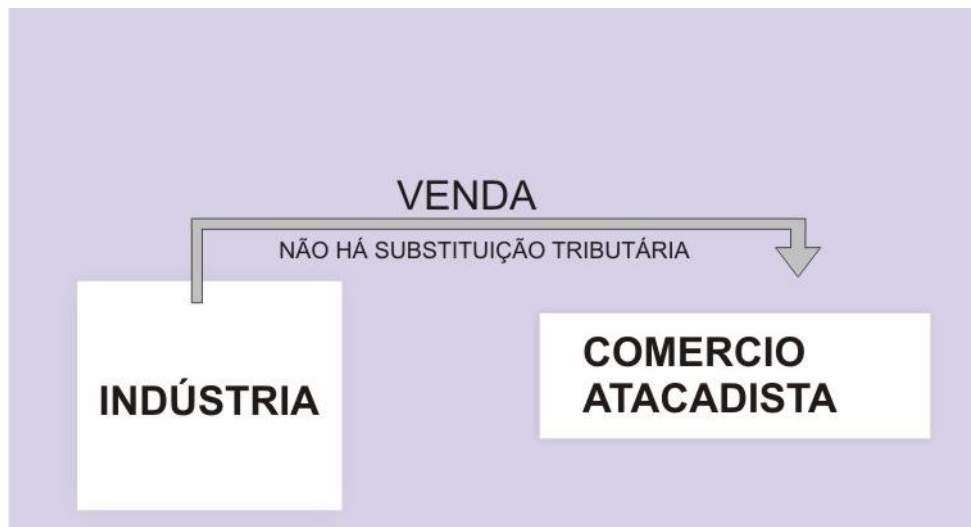 VENDA
NÃO HÁ SUBSTITUIÇÃO TRIBUTÁRIA
INDÚSTRIA
COMERCIO
ATACADISTA